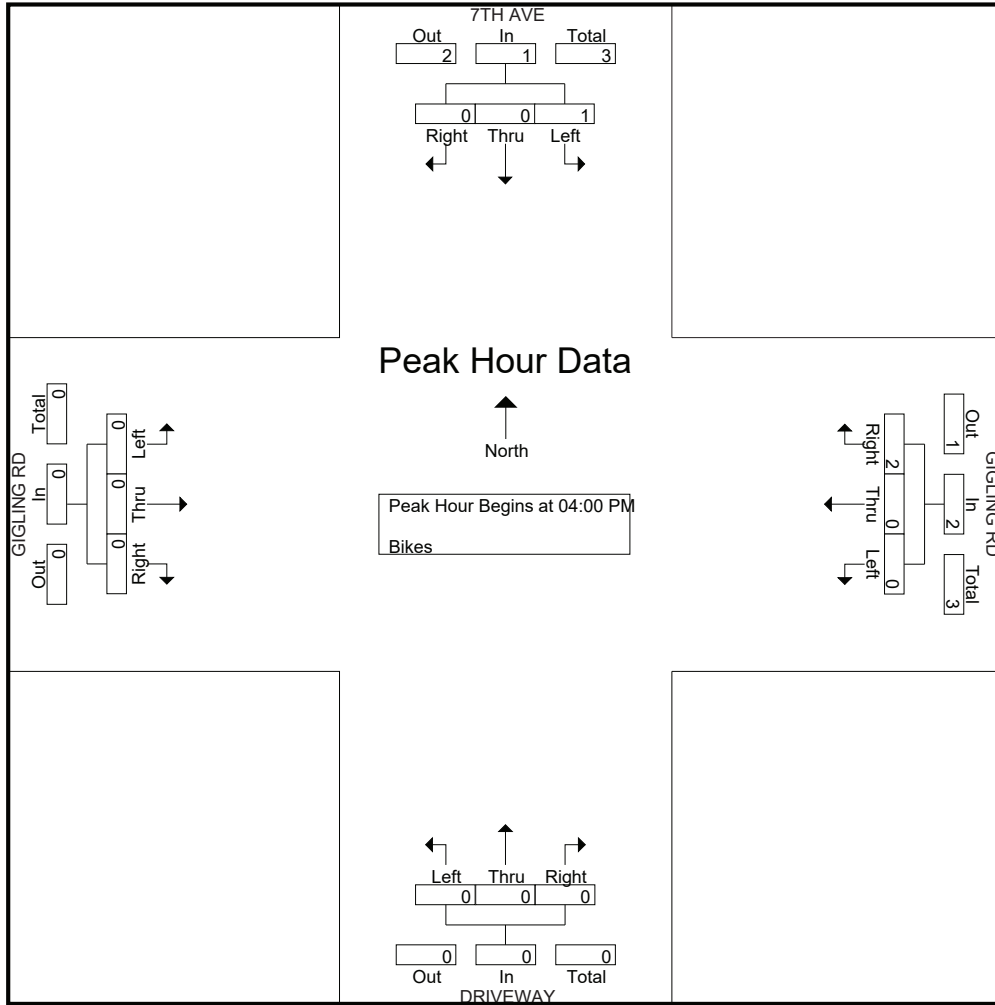 7TH AVE
Out In Total
2 1 3
0 0 1
Right Thru Left
Peak Hour Data
North
Peak Hour Begins at 04:00 PM
Bikes
GIGLING RD
Total In Out
0 0 0
0 0 0
Left Thru Right
Right Thru Left
2 0 0
Out In Total
1 2 3
GIGLING RD
Left Thru Right
0 0 0
0 0 0
Out In Total
DRIVEWAY